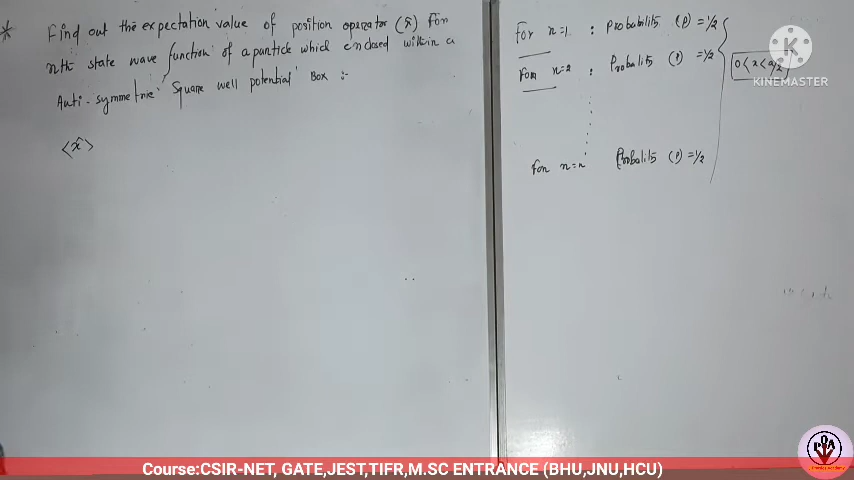 * Find out the expectation value of position operator (x̂) for
nth state wave function of a particle which enclosed within a
Anti-symmetric Square well potential Box :-
<x̂>
For n=1 : Probability (P) = 1/2
For n=2 : Probability (P) = 1/2
0 < x < a/2
For n=n Probability (P) = 1/2
KINEMASTER
Course:CSIR-NET, GATE,JEST,TIFR,M.SC ENTRANCE (BHU,JNU,HCU)